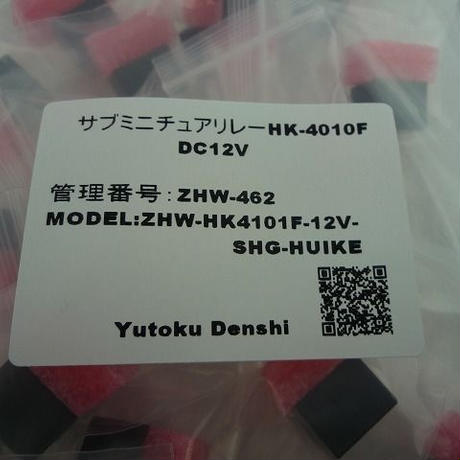 サブミニチュアリレーHK-4010F
DC12V
管理番号:ZHW-462
MODEL:ZHW-HK4101F-12V-
SHG-HUIKE
Yutoku Denshi